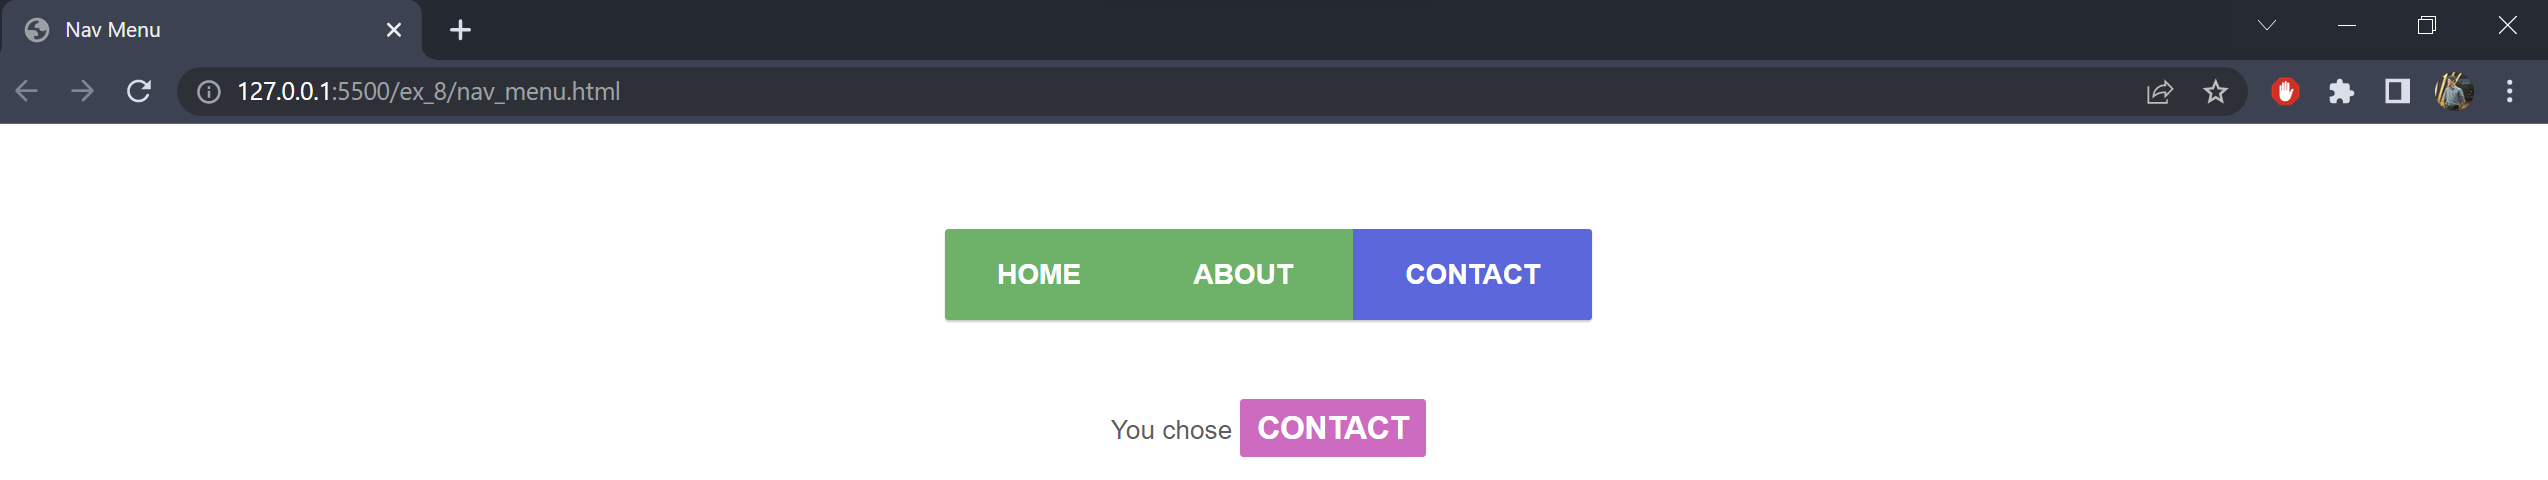 Nav Menu
127.0.0.1:5500/ex_8/nav_menu.html
HOME ABOUT CONTACT
You chose CONTACT